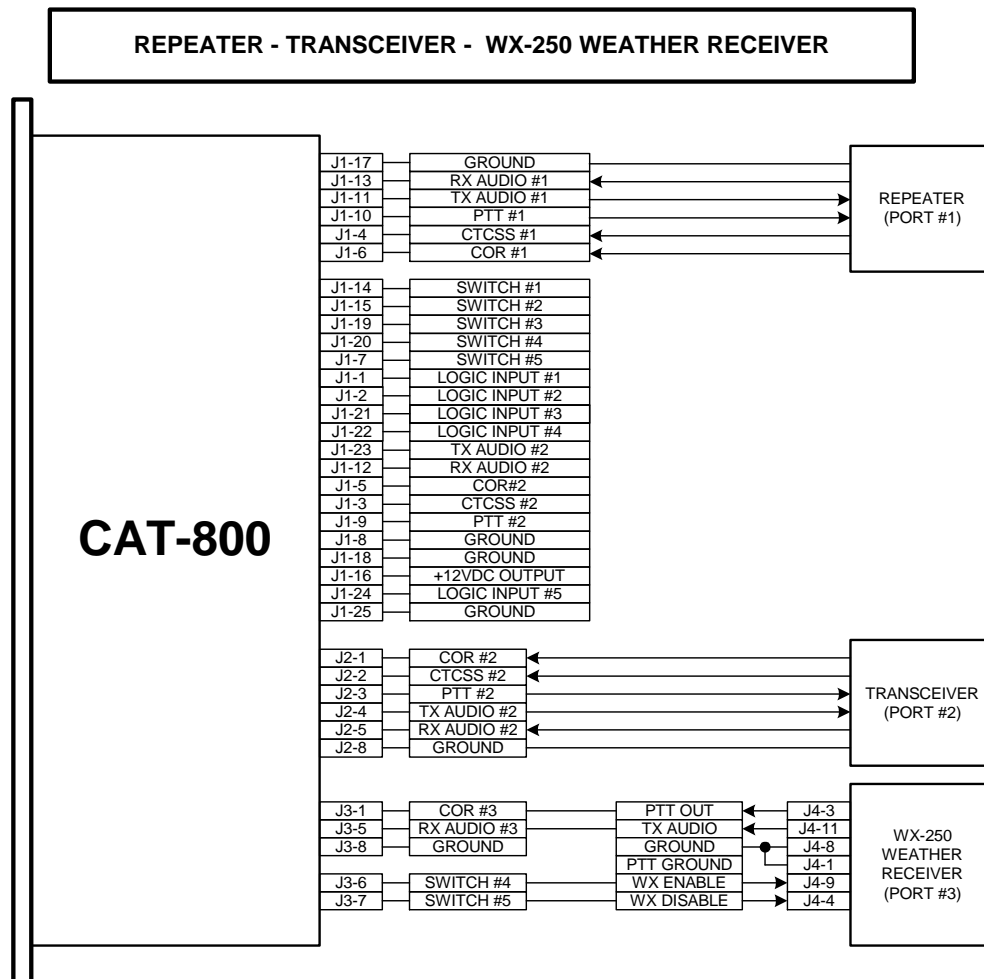 REPEATER - TRANSCEIVER - WX-250 WEATHER RECEIVER
CAT-800
J1-17 GROUND
J1-13 RX AUDIO #1
J1-11 TX AUDIO #1
J1-10 PTT #1
J1-4 CTCSS #1
J1-6 COR #1
REPEATER
(PORT #1)
J1-14 SWITCH #1
J1-15 SWITCH #2
J1-19 SWITCH #3
J1-20 SWITCH #4
J1-7 SWITCH #5
J1-1 LOGIC INPUT #1
J1-2 LOGIC INPUT #2
J1-21 LOGIC INPUT #3
J1-22 LOGIC INPUT #4
J1-23 TX AUDIO #2
J1-12 RX AUDIO #2
J1-5 COR#2
J1-3 CTCSS #2
J1-9 PTT #2
J1-8 GROUND
J1-18 GROUND
J1-16 +12VDC OUTPUT
J1-24 LOGIC INPUT #5
J1-25 GROUND
J2-1 COR #2
J2-2 CTCSS #2
J2-3 PTT #2
J2-4 TX AUDIO #2
J2-5 RX AUDIO #2
J2-8 GROUND
TRANSCEIVER
(PORT #2)
J3-1 COR #3 PTT OUT J4-3
J3-5 RX AUDIO #3 TX AUDIO J4-11
J3-8 GROUND GROUND J4-8
PTT GROUND J4-1
J3-6 SWITCH #4 WX ENABLE J4-9
J3-7 SWITCH #5 WX DISABLE J4-4
WX-250
WEATHER
RECEIVER
(PORT #3)